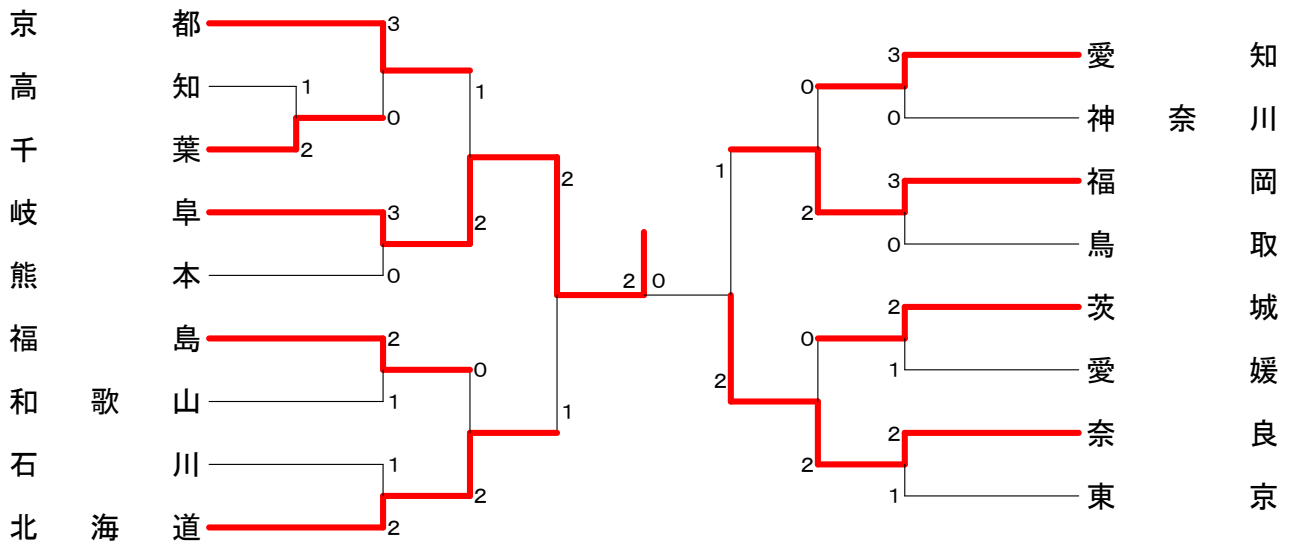 京都 3
高知 1
0
千葉 2
1
岐阜 3
2
熊本 0
2
福島 2
0
和歌山 1
1
石川 1
2
北海道 2
2 0
3 愛知
0
0 神奈川
1
3 福岡
2
0 鳥取
2 茨城
0
1 愛媛
2
2 奈良
2
1 東京